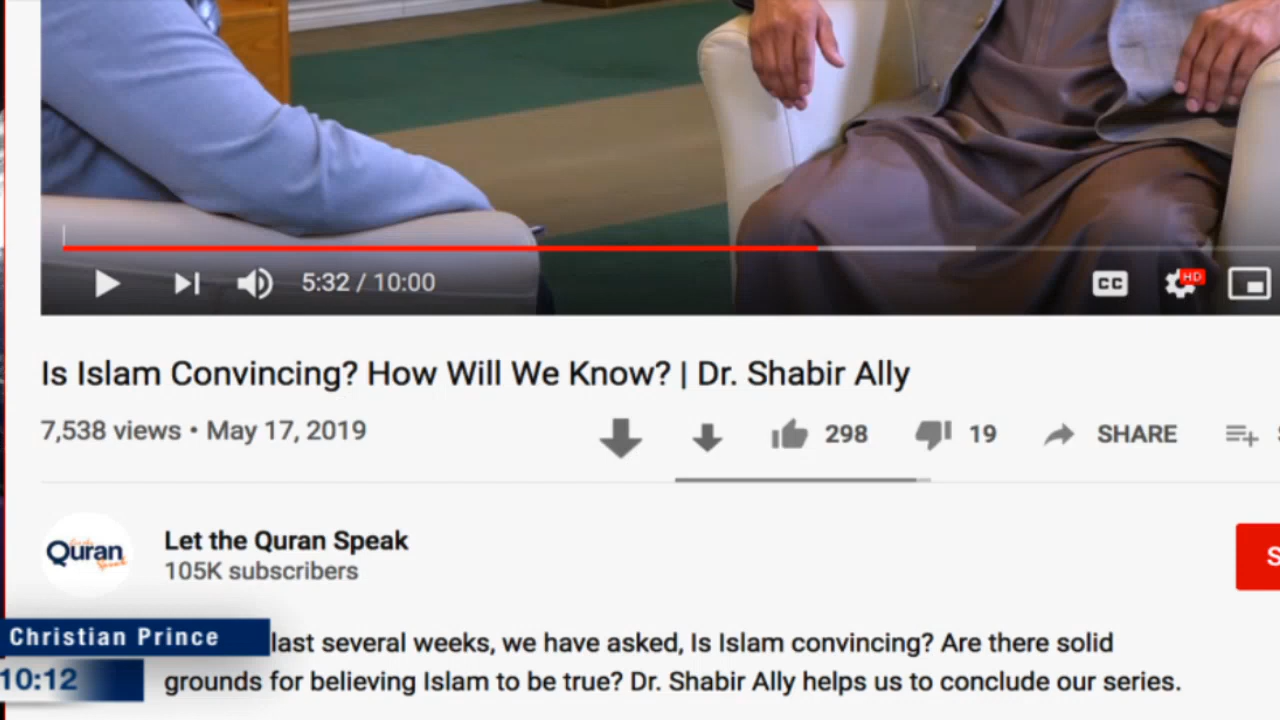 5:32 / 10:00
CC
HD
Is Islam Convincing? How Will We Know? | Dr. Shabir Ally
7,538 views • May 17, 2019
298
19
SHARE
Quran
Let the Quran Speak
105K subscribers
Christian Prince
last several weeks, we have asked, Is Islam convincing? Are there solid
10:12
grounds for believing Islam to be true? Dr. Shabir Ally helps us to conclude our series.